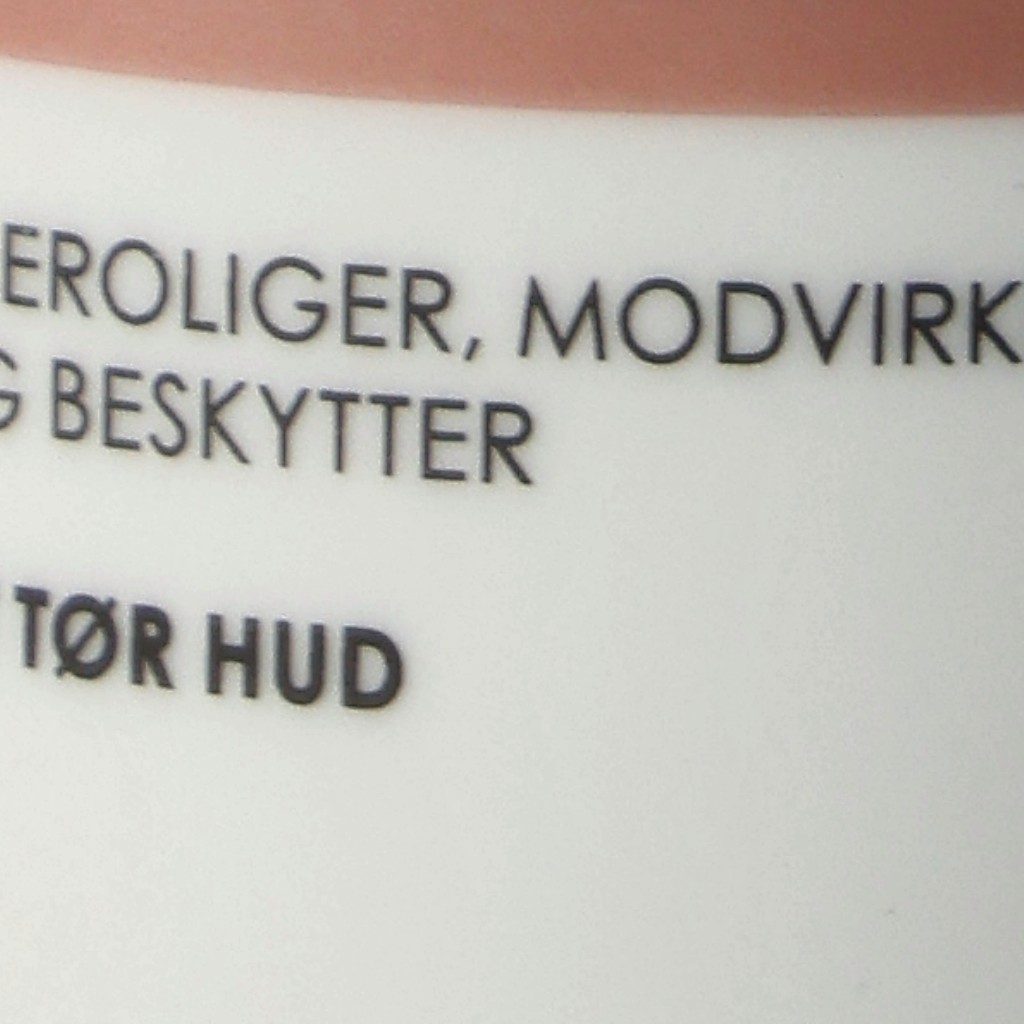 EROLIGER, MODVIRK
G BESKYTTER
TØR HUD